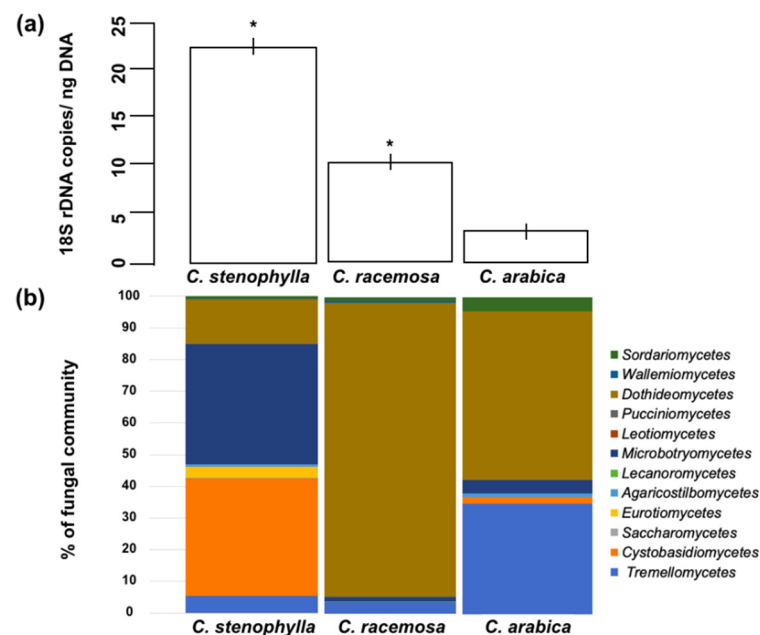 (a)
18S rDNA copies/ ng DNA
25
20
15
10
5
0
*
*
C. stenophylla
C. racemosa
C. arabica
(b)
% of fungal community
100
90
80
70
60
50
40
30
20
10
0
C. stenophylla
C. racemosa
C. arabica
Sordariomycetes
Wallemiomycetes
Dothideomycetes
Pucciniomycetes
Leotiomycetes
Microbotryomycetes
Lecanoromycetes
Agaricostilbomycetes
Eurotiomycetes
Saccharomycetes
Cystobasidiomycetes
Tremellomycetes